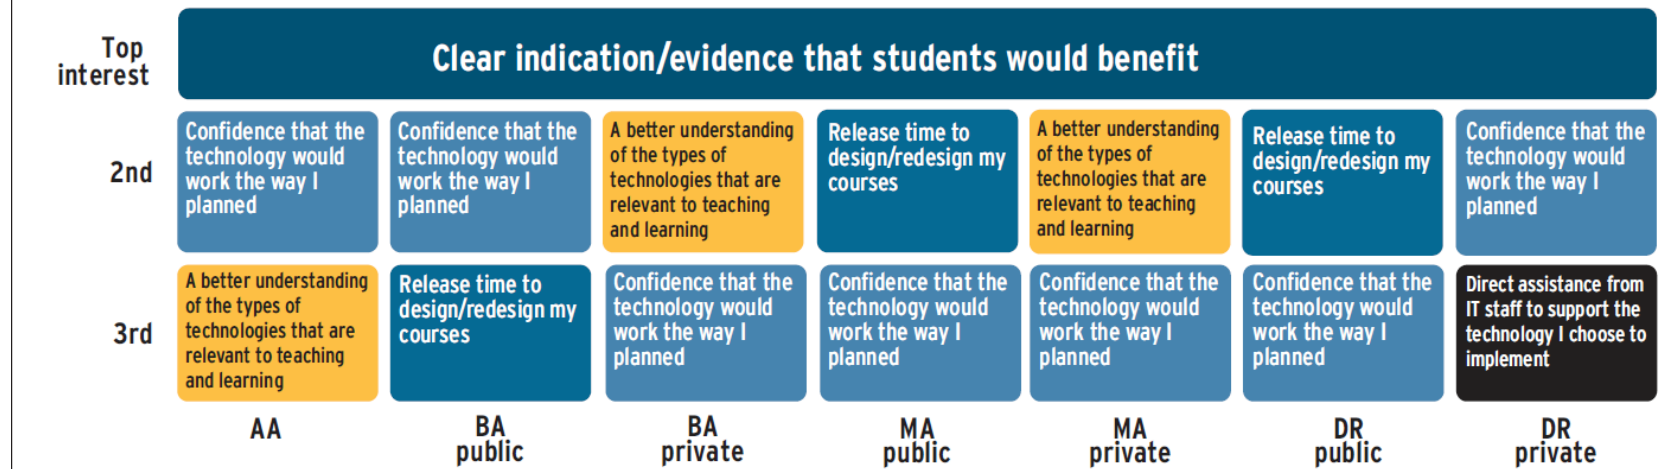 Top
interest
Clear indication/evidence that students would benefit
2nd
Confidence that the
technology would
work the way I
planned
Confidence that the
technology would
work the way I
planned
A better understanding
of the types of
technologies that are
relevant to teaching
and learning
Release time to
design/redesign my
courses
A better understanding
of the types of
technologies that are
relevant to teaching
and learning
Release time to
design/redesign my
courses
Confidence that the
technology would
work the way I
planned
3rd
A better understanding
of the types of
technologies that are
relevant to teaching
and learning
Release time to
design/redesign my
courses
Confidence that the
technology would
work the way I
planned
Confidence that the
technology would
work the way I
planned
Confidence that the
technology would
work the way I
planned
Confidence that the
technology would
work the way I
planned
Direct assistance from
IT staff to support the
technology I choose to
implement
AA
BA
public
BA
private
MA
public
MA
private
DR
public
DR
private